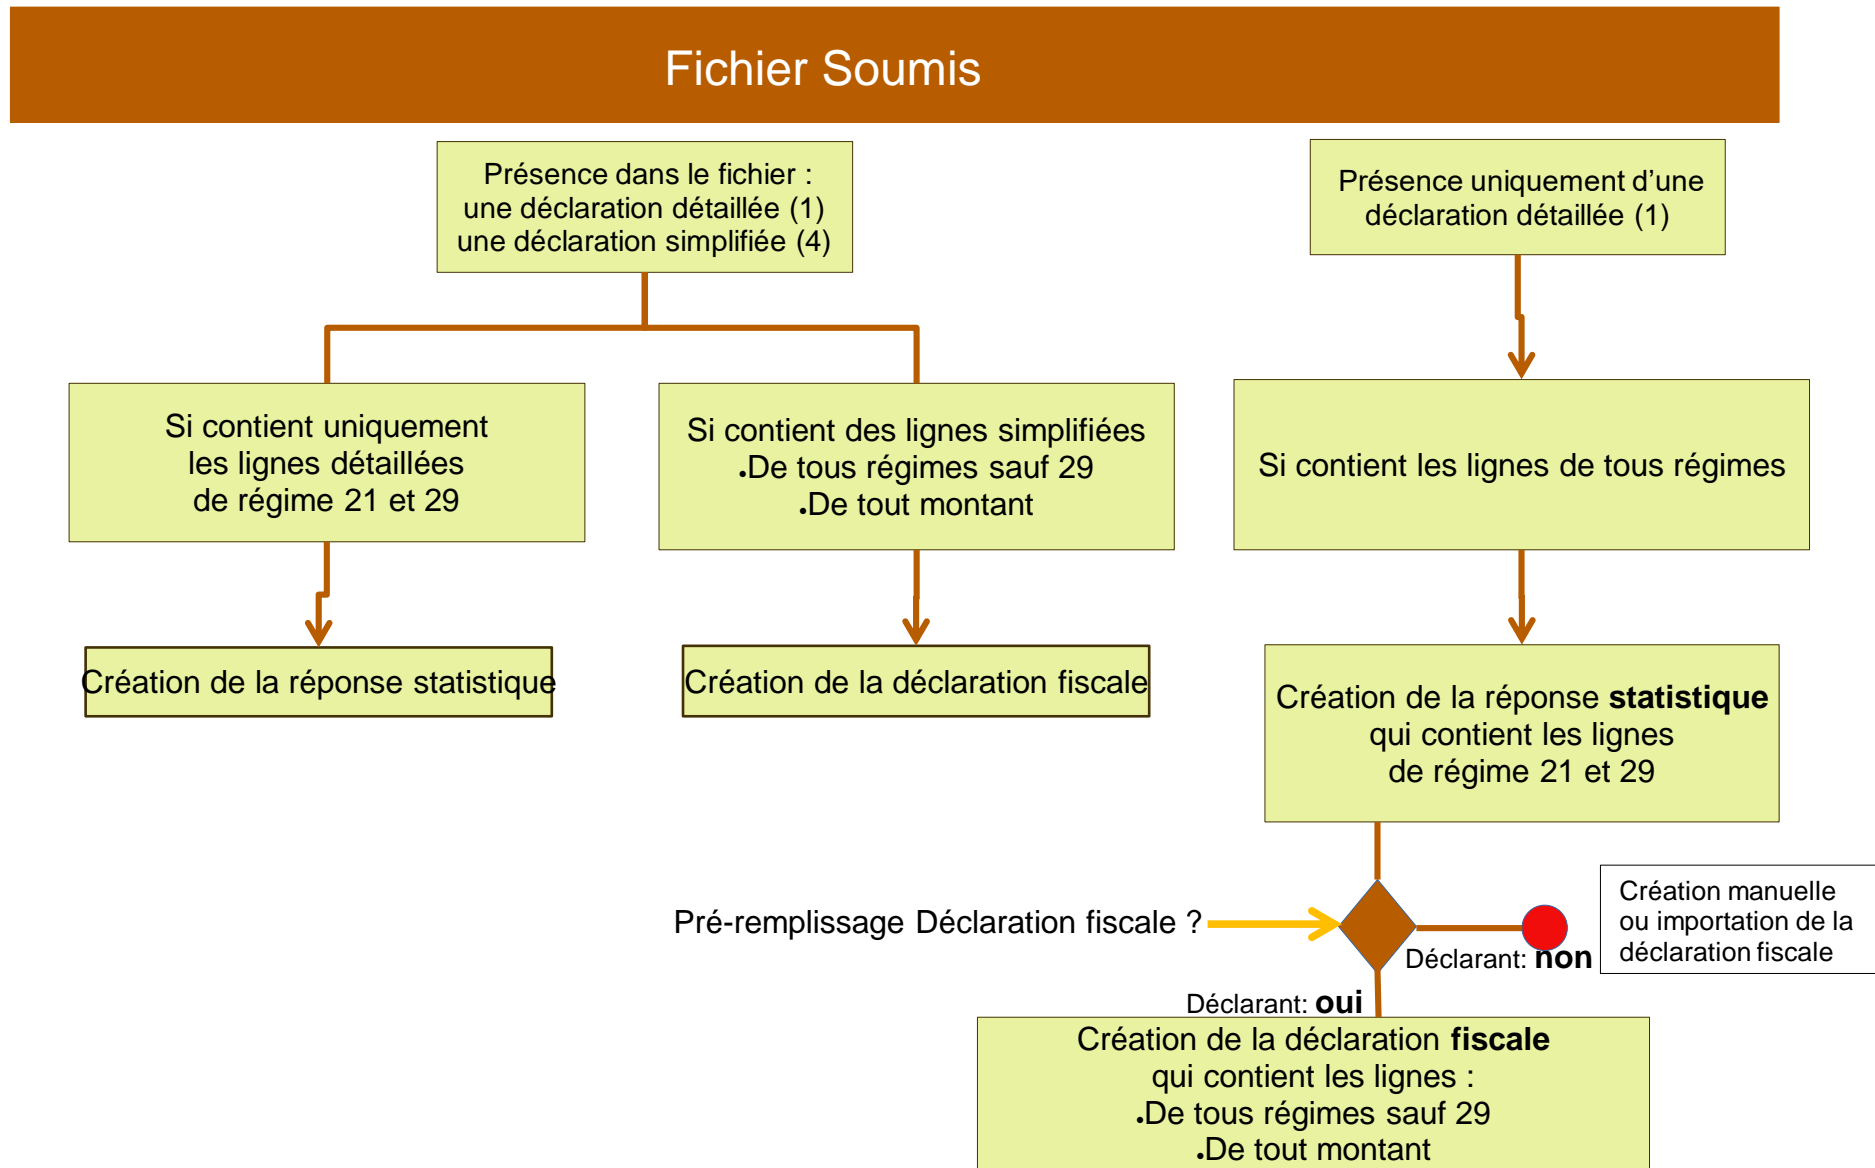 Fichier Soumis
Présence dans le fichier :
une déclaration détaillée (1)
une déclaration simplifiée (4)
Présence uniquement d’une
déclaration détaillée (1)
Si contient uniquement
les lignes détaillées
de régime 21 et 29
Si contient des lignes simplifiées
•De tous régimes sauf 29
•De tout montant
Si contient les lignes de tous régimes
Création de la réponse statistique
Création de la déclaration fiscale
Création de la réponse statistique
qui contient les lignes
de régime 21 et 29
Pré-remplissage Déclaration fiscale ?
Déclarant: non
Création manuelle
ou importation de la
déclaration fiscale
Déclarant: oui
Création de la déclaration fiscale
qui contient les lignes :
•De tous régimes sauf 29
•De tout montant